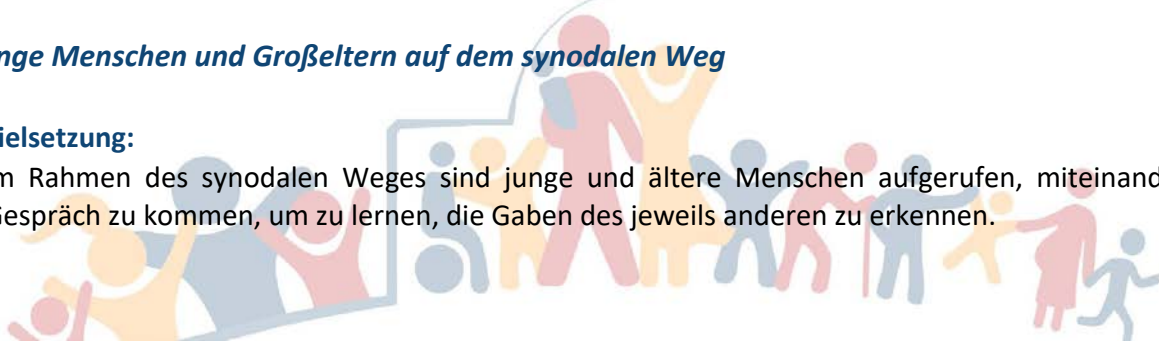 nge Menschen und Großeltern auf dem synodalen Weg
ielsetzung:
m Rahmen des synodalen Weges sind junge und ältere Menschen aufgerufen, miteinand
Gespräch zu kommen, um zu lernen, die Gaben des jeweils anderen zu erkennen.